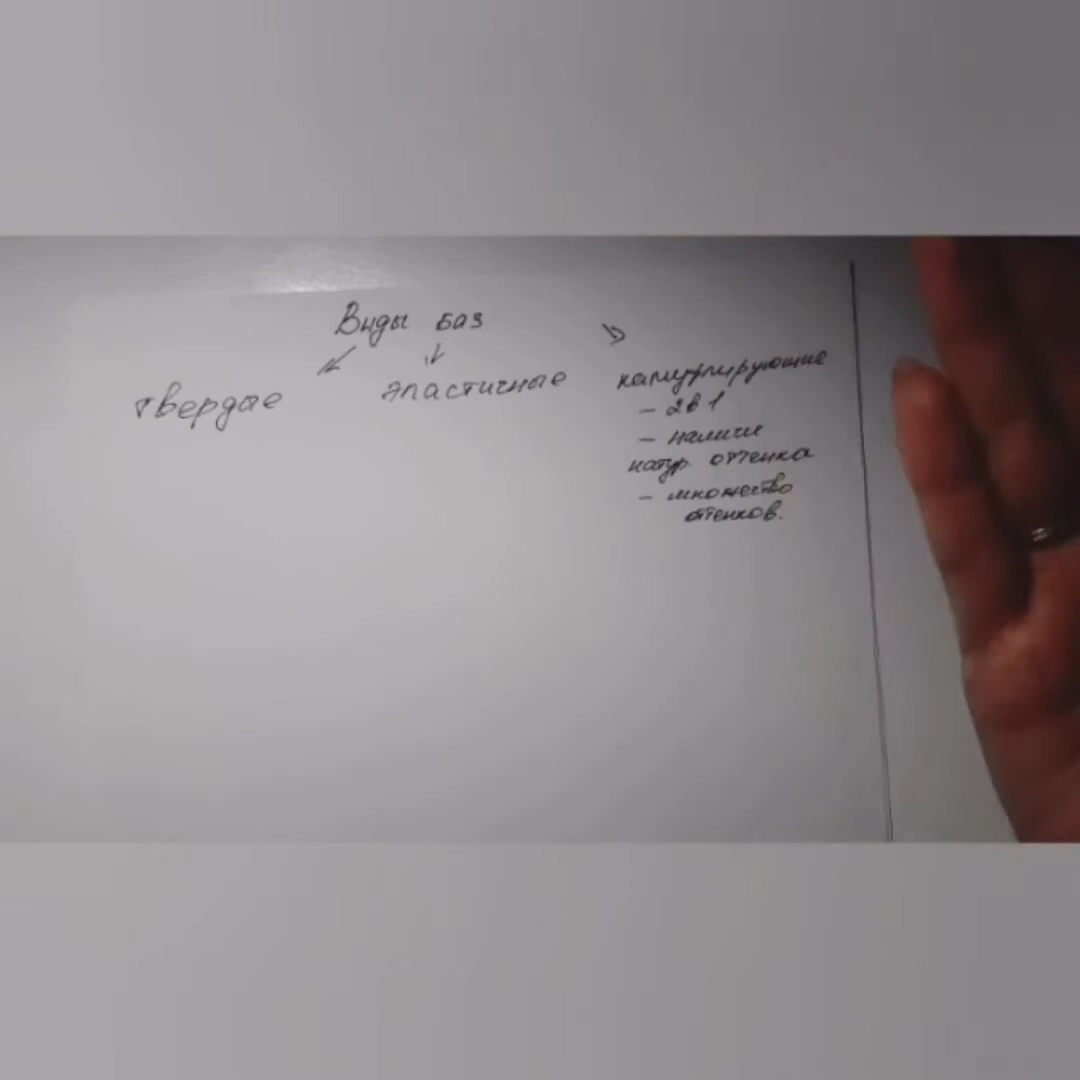 Виды баз
твердые эластичные камуфлирующие
- 2в1
- наличие
натур. оттенка
- множество
оттенков.